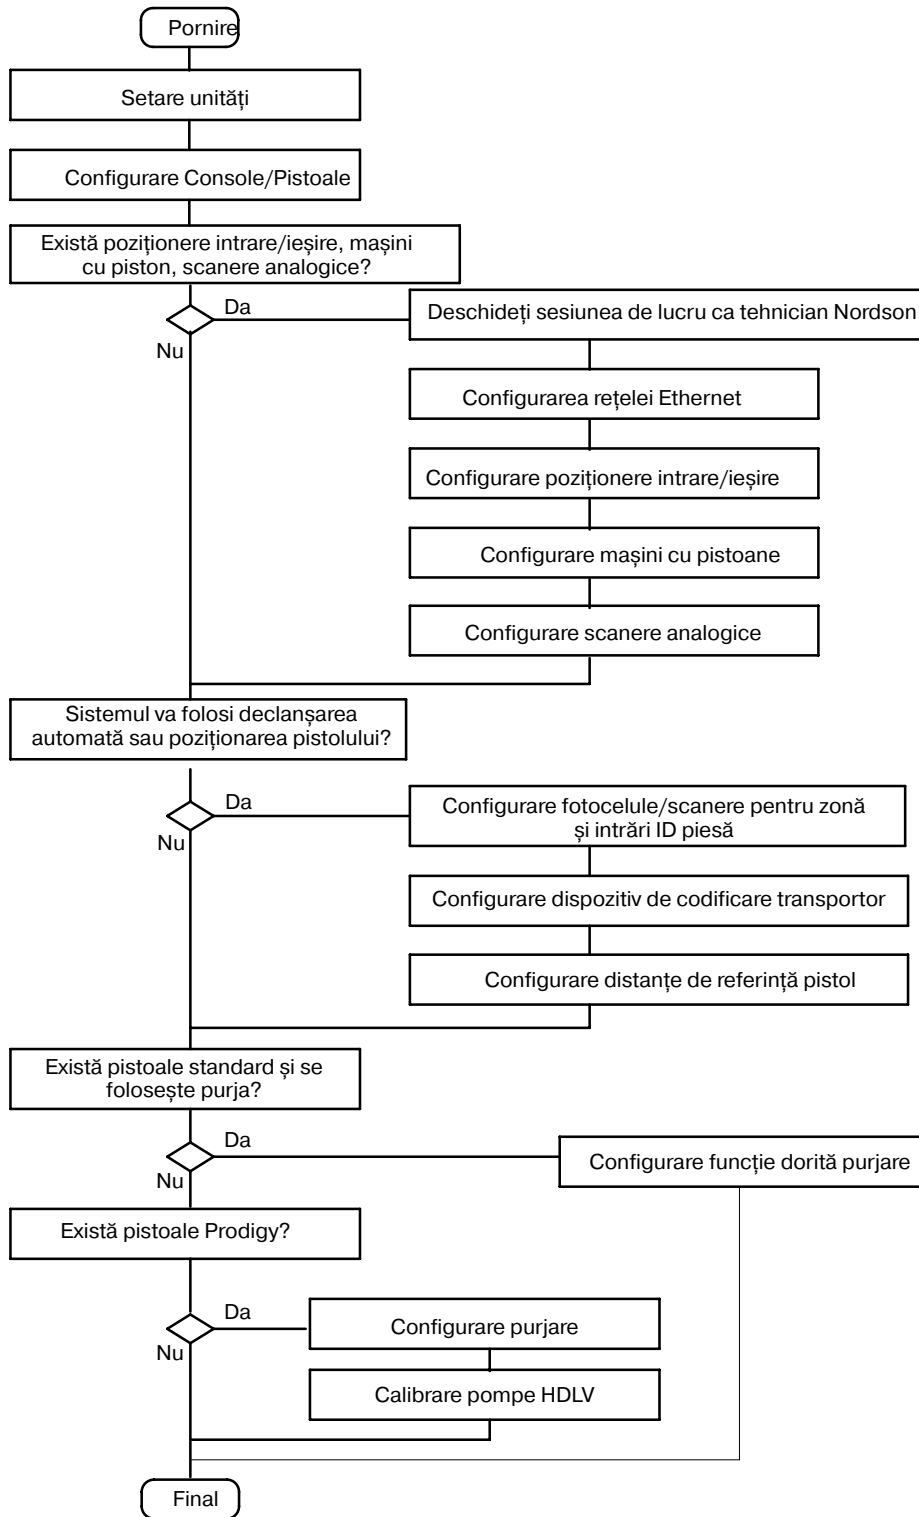 Pornire
Setare unități
Configurare Console/Pistoale
Există poziționere intrare/ieșire, mașini
cu piston, scanere analogice?
Da
Deschideți sesiunea de lucru ca tehnician Nordson
Nu
Configurarea rețelei Ethernet
Configurare poziționere intrare/ieșire
Configurare mașini cu pistoane
Configurare scanere analogice
Sistemul va folosi declanșarea
automată sau poziționarea pistolului?
Da
Configurare fotocelule/scanere pentru zonă
și intrări ID piesă
Nu
Configurare dispozitiv de codificare transportor
Configurare distanțe de referință pistol
Există pistoale standard și se
folosește purja?
Da
Configurare funcție dorită purjare
Nu
Există pistoale Prodigy?
Da
Configurare purjare
Nu
Calibrare pompe HDLV
Final